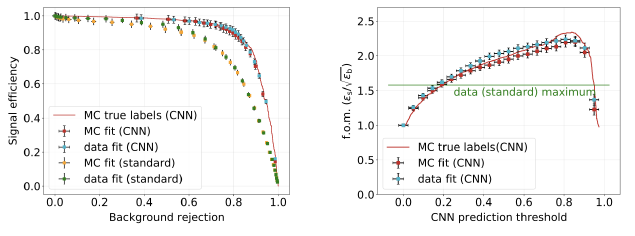 1.0
0.8
0.6
0.4
0.2
0.0
Signal efficiency
MC true labels (CNN)
MC fit (CNN)
data fit (CNN)
MC fit (standard)
data fit (standard)
0.0 0.2 0.4 0.6 0.8 1.0
Background rejection
2.5
2.0
1.5
1.0
0.5
0.0
f.o.m. (εs/√εb)
data (standard) maximum
MC true labels(CNN)
MC fit (CNN)
data fit (CNN)
0.0 0.2 0.4 0.6 0.8 1.0
CNN prediction threshold